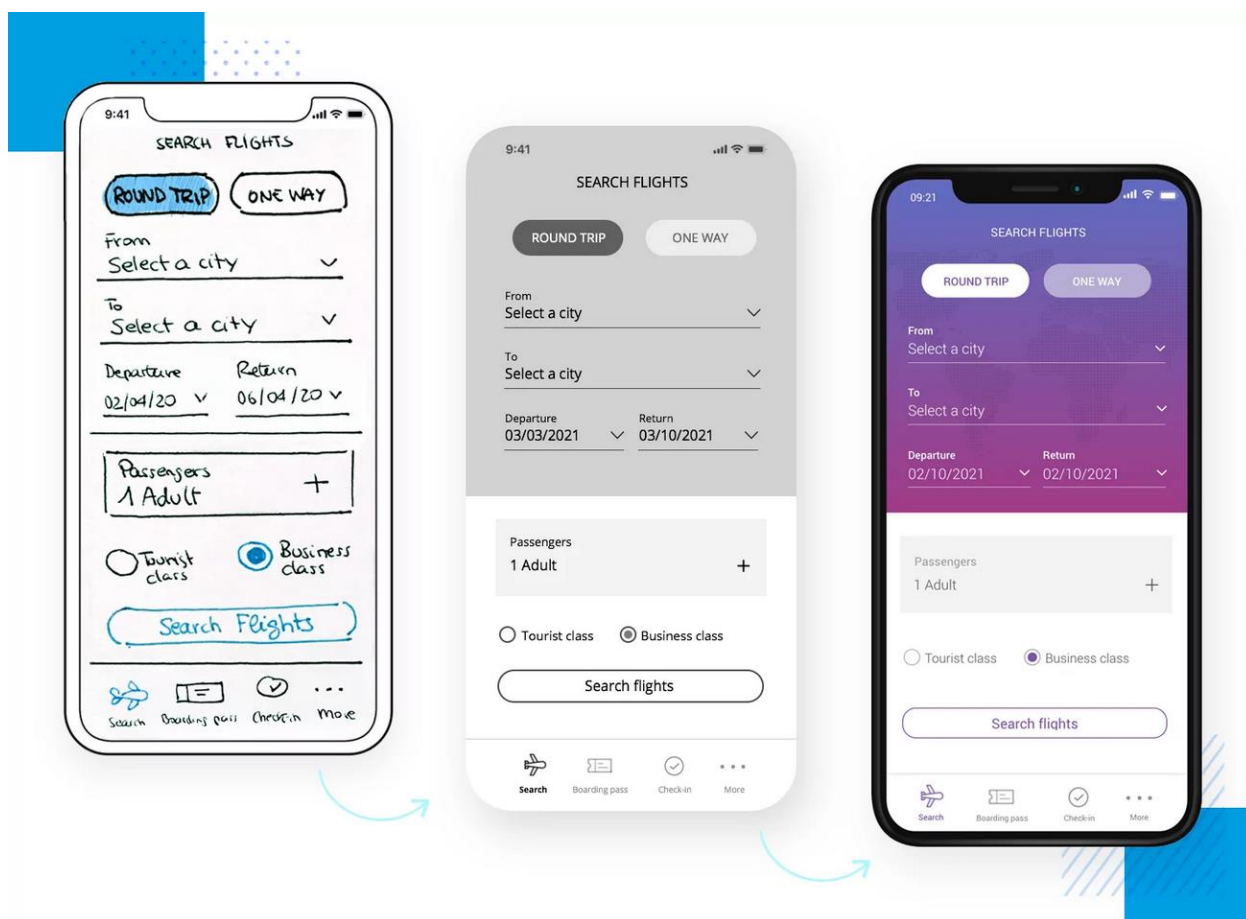 9:41
SEARCH FLIGHTS
ROUND TRIP
ONE WAY
From
Select a city
To
Select a city
Departure Return
02/04/20 06/04/20
Passengers
1 Adult +
Tourist class
Business class
Search Flights
Search Boarding pass Check-in More
9:41
SEARCH FLIGHTS
ROUND TRIP ONE WAY
From
Select a city
To
Select a city
Departure Return
03/03/2021 03/10/2021
Passengers
1 Adult +
Tourist class Business class
Search flights
Search Boarding pass Check-in More
09:21
SEARCH FLIGHTS
ROUND TRIP ONE WAY
From
Select a city
To
Select a city
Departure Return
02/10/2021 02/10/2021
Passengers
1 Adult +
Tourist class Business class
Search flights
Search Boarding pass Check-in More